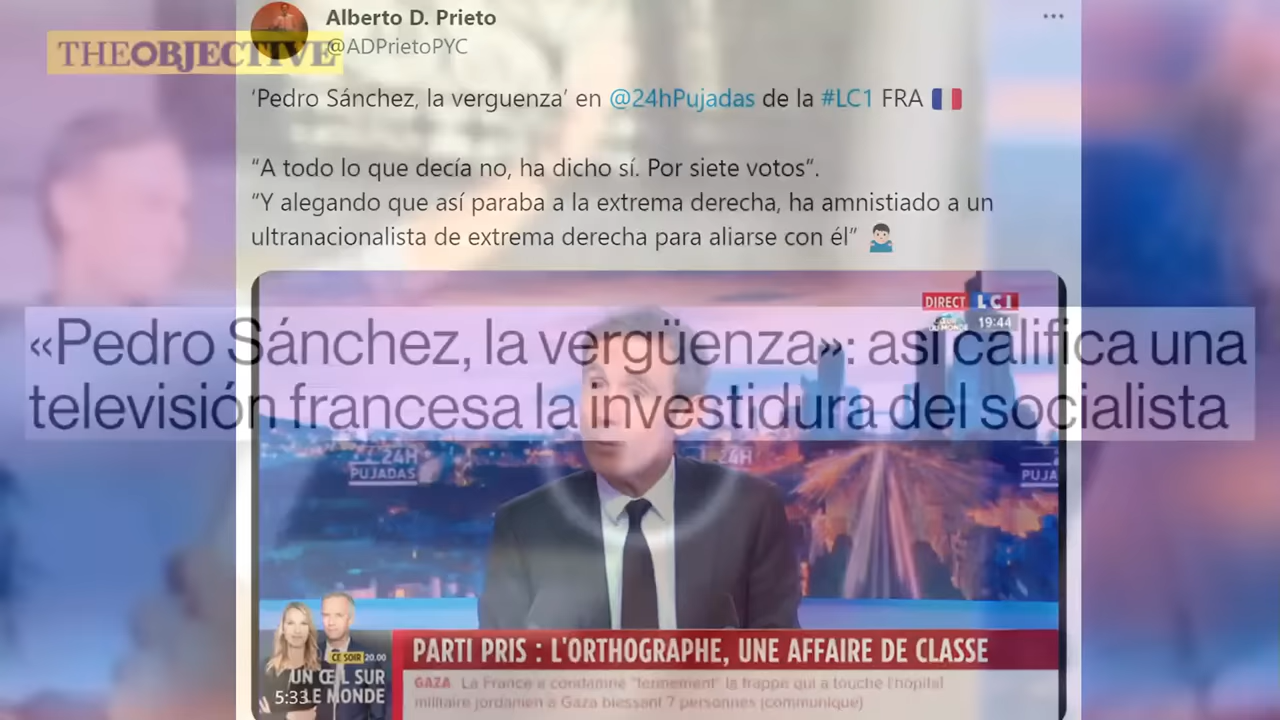 Alberto D. Prieto
THEOBJECTIVE
@ADPrietoPYC
‘Pedro Sánchez, la verguenza’ en @24hPujadas de la #LC1 FRA
“A todo lo que decía no, ha dicho sí. Por siete votos“.
“Y alegando que así paraba a la extrema derecha, ha amnistiado a un
ultranacionalista de extrema derecha para aliarse con él”
DIRECT LCI
19:44
«Pedro Sánchez, la vergüenza»: así califica una
televisión francesa la investidura del socialista
24H
PUJADAS
24H
PUJA
PARTI PRIS : L'ORTHOGRAPHE, UNE AFFAIRE DE CLASSE
CE SOIR 20.00
UN ŒIL SUR
LE MONDE
5:33
GAZA La France a condamné "fermement" la frappe qui a touché l'hôpital
militaire jordanien à Gaza blessant 7 personnes (communiqué)